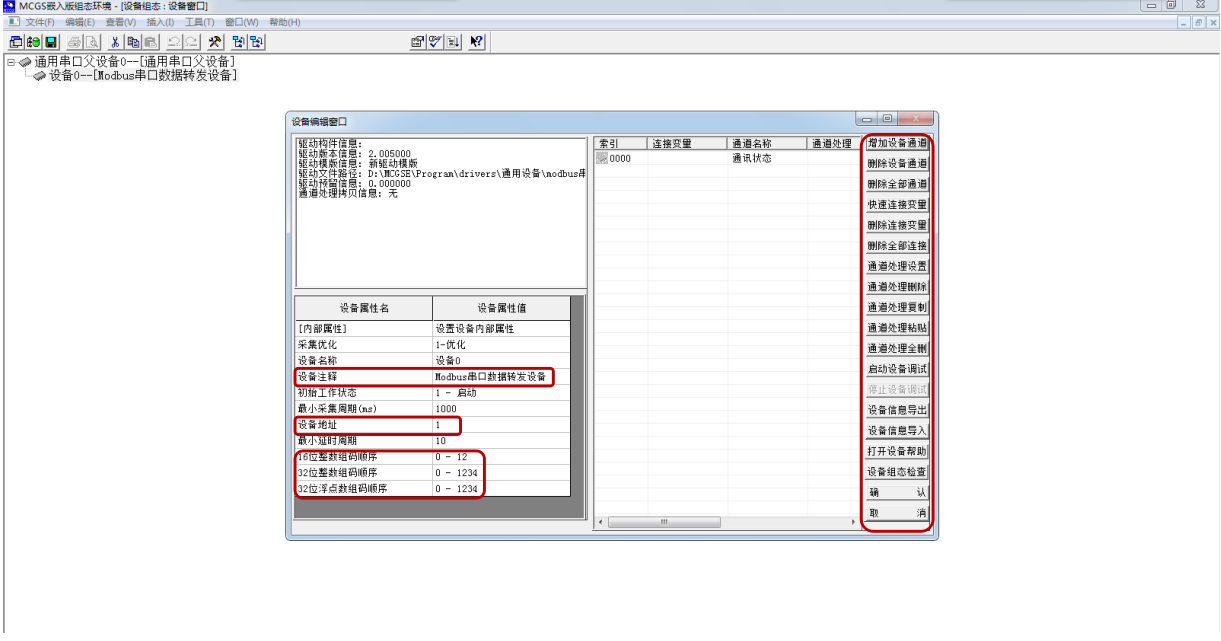 MCGS嵌入版组态环境 - [设备组态 : 设备窗口]
文件(F) 编辑(E) 查看(V) 插入(I) 工具(T) 窗口(W) 帮助(H)
通用串口父设备0--[通用串口父设备]
设备0--[Modbus串口数据转发设备]
设备编辑窗口
驱动构件信息:
驱动版本信息: 2.005000
驱动模版信息: 新驱动模版
驱动文件路径: D:\MCGSE\Program\drivers\通用设备\modbus串
驱动预留信息: 0.000000
通道处理拷贝信息: 无
设备属性名 设备属性值
[内部属性] 设置设备内部属性
采集优化 1-优化
设备名称 设备0
设备注释 Modbus串口数据转发设备
初始工作状态 1 - 启动
最小采集周期(ms) 1000
设备地址 1
最小延时周期 10
16位整数组码顺序 0 - 12
32位整数组码顺序 0 - 1234
32位浮点数组码顺序 0 - 1234
索引 连接变量 通道名称 通道处理
0000 通讯状态
增加设备通道
删除设备通道
删除全部通道
快速连接变量
删除连接变量
删除全部连接
通道处理设置
通道处理删除
通道处理复制
通道处理粘贴
通道处理全删
启动设备调试
停止设备调试
设备信息导出
设备信息导入
打开设备帮助
设备组态检查
确 认
取 消